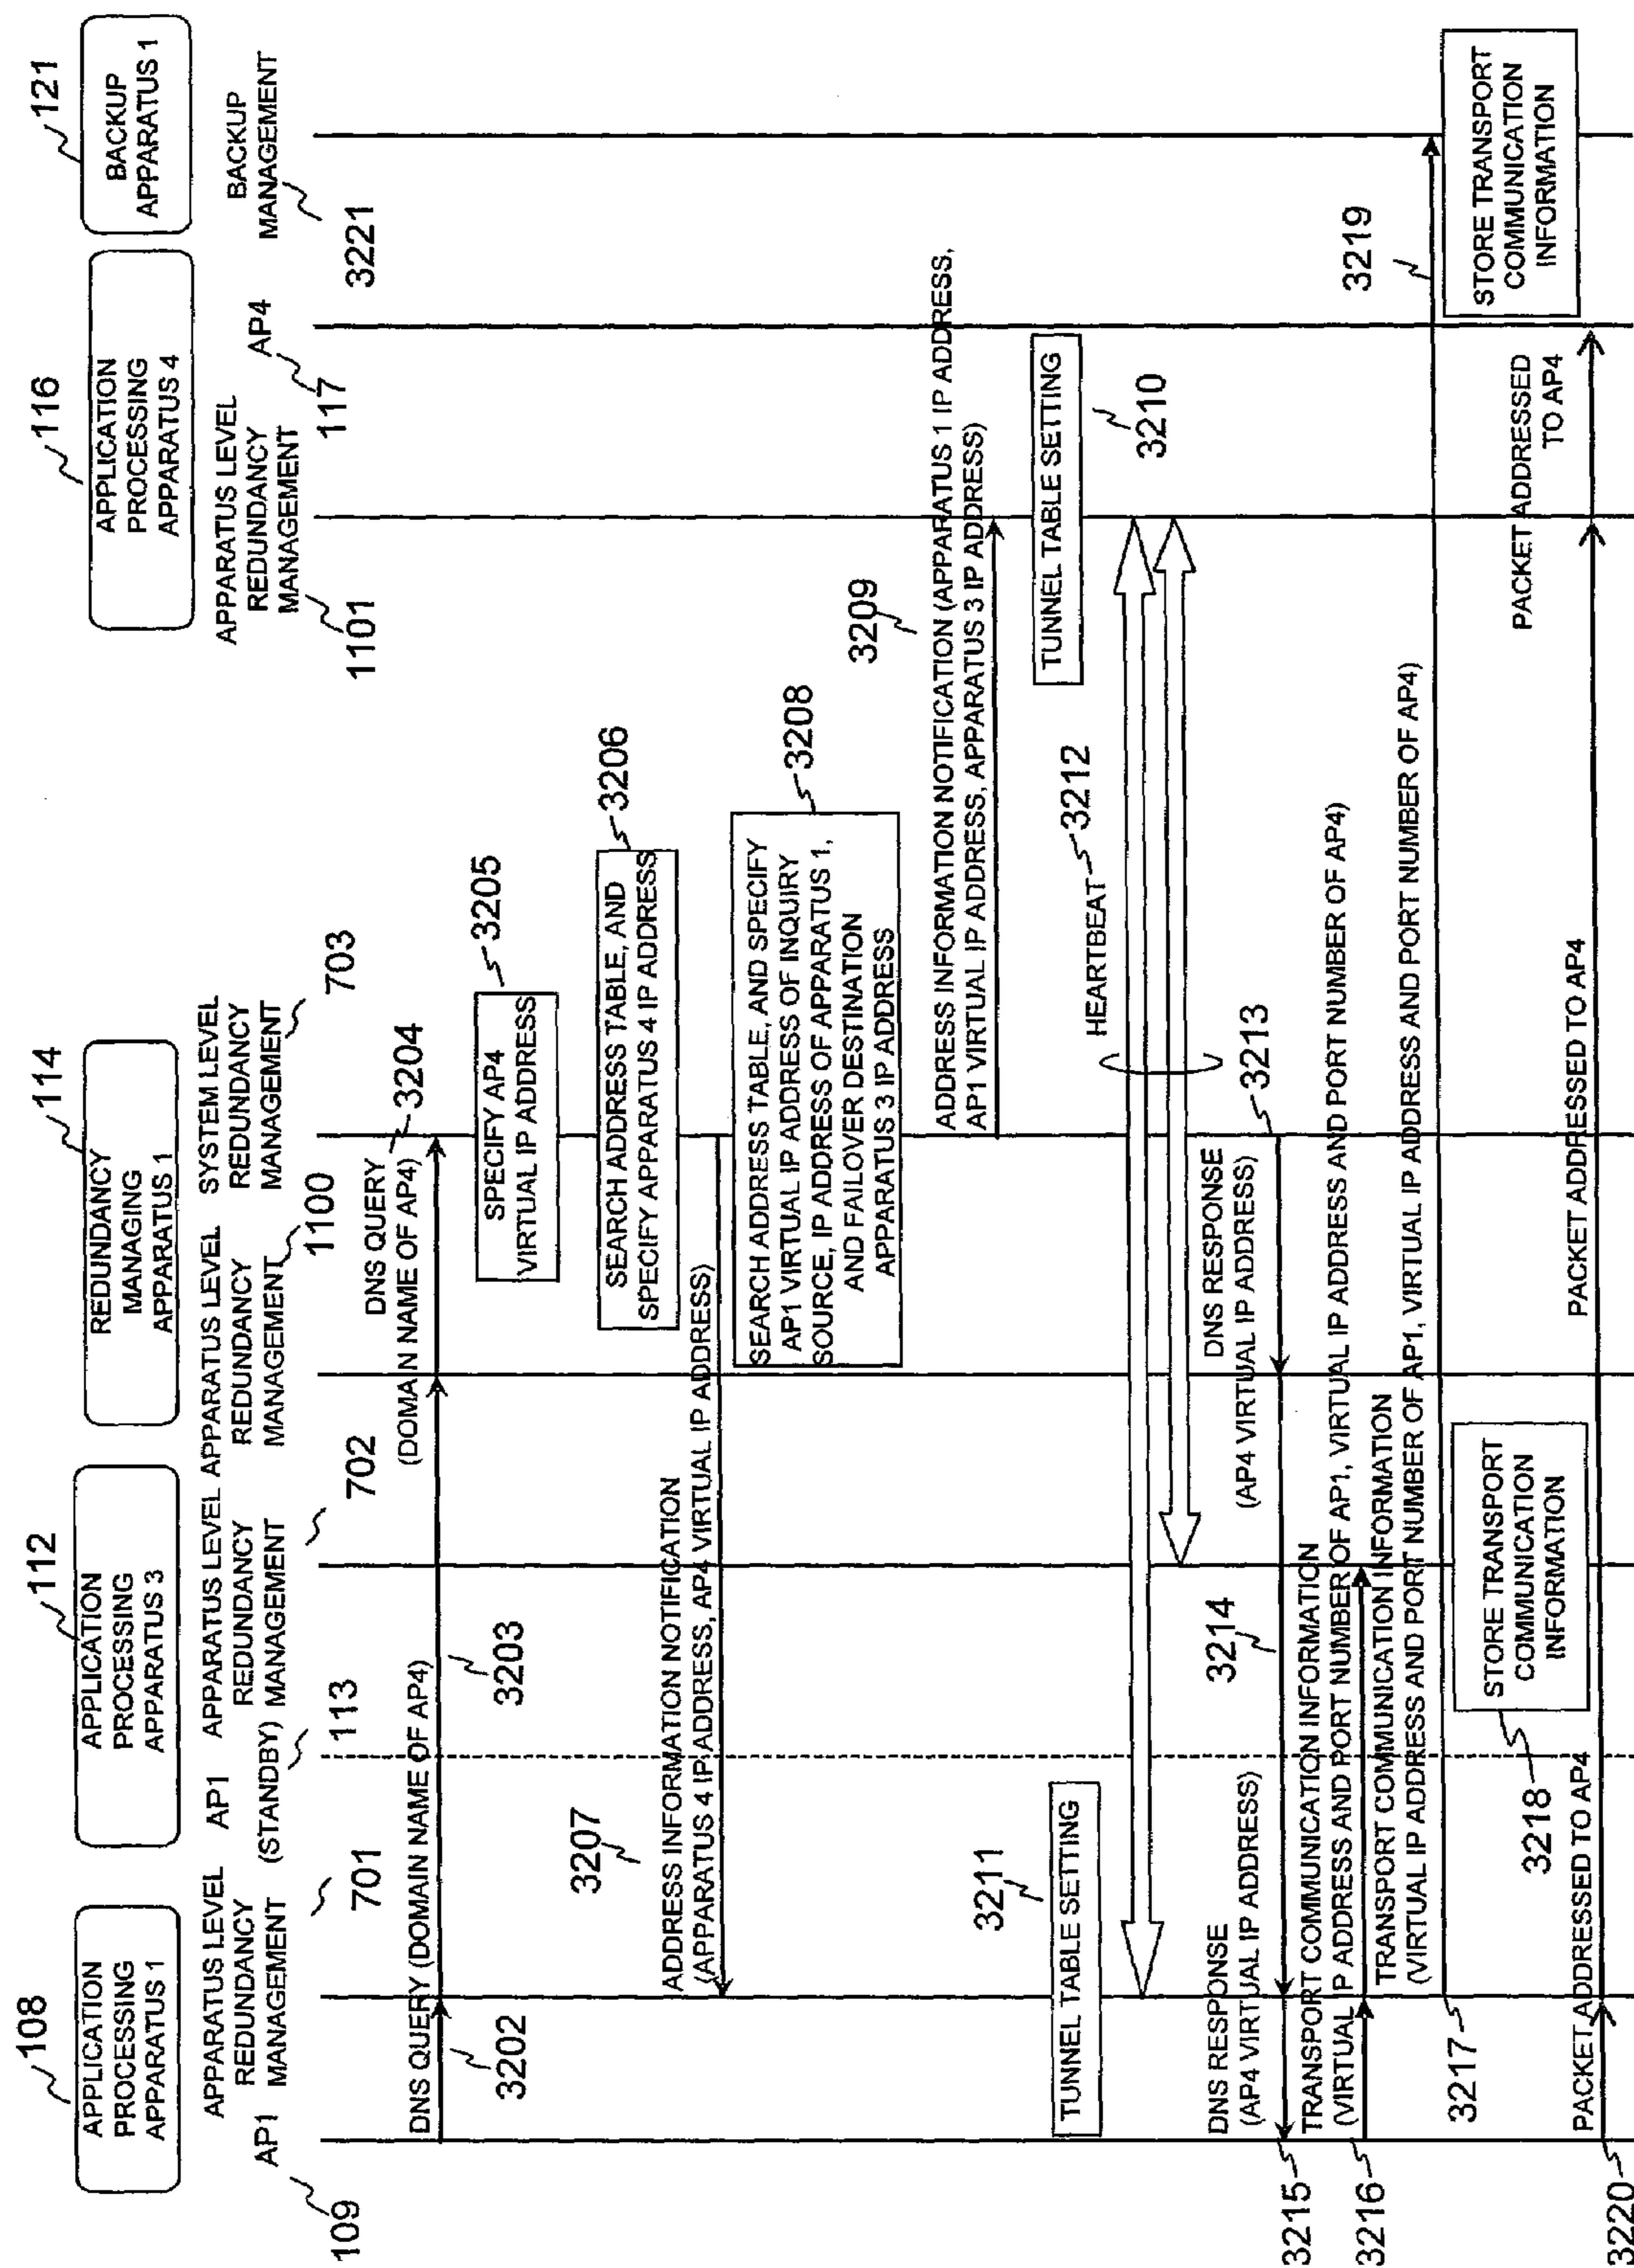 108
APPLICATION
PROCESSING
APPARATUS 1
112
APPLICATION
PROCESSING
APPARATUS 3
114
REDUNDANCY
MANAGING
APPARATUS 1
116
APPLICATION
PROCESSING
APPARATUS 4
121
BACKUP
APPARATUS 1
AP1
109
APPARATUS LEVEL
REDUNDANCY
MANAGEMENT
701
AP1
(STANDBY)
113
APPARATUS LEVEL
REDUNDANCY
MANAGEMENT
702
APPARATUS LEVEL
REDUNDANCY
MANAGEMENT
1100
SYSTEM LEVEL
REDUNDANCY
MANAGEMENT
703
APPARATUS LEVEL
REDUNDANCY
MANAGEMENT
1101
AP4
117
BACKUP
MANAGEMENT
3221
DNS QUERY (DOMAIN NAME OF AP4)
3202
3203
DNS QUERY
(DOMAIN NAME OF AP4)
3204
SPECIFY AP4
VIRTUAL IP ADDRESS
3205
SEARCH ADDRESS TABLE, AND
SPECIFY APPARATUS 4 IP ADDRESS
3206
3207
ADDRESS INFORMATION NOTIFICATION
(APPARATUS 4 IP ADDRESS, AP4 VIRTUAL IP ADDRESS)
SEARCH ADDRESS TABLE, AND SPECIFY
AP1 VIRTUAL IP ADDRESS OF INQUIRY
SOURCE, IP ADDRESS OF APPARATUS 1,
AND FAILOVER DESTINATION
APPARATUS 3 IP ADDRESS
3208
3209
ADDRESS INFORMATION NOTIFICATION (APPARATUS 1 IP ADDRESS,
AP1 VIRTUAL IP ADDRESS, APPARATUS 3 IP ADDRESS)
TUNNEL TABLE SETTING
3210
3211
TUNNEL TABLE SETTING
HEARTBEAT
3212
DNS RESPONSE
(AP4 VIRTUAL IP ADDRESS)
3213
3214
DNS RESPONSE
(AP4 VIRTUAL IP ADDRESS)
3215
TRANSPORT COMMUNICATION INFORMATION
(VIRTUAL IP ADDRESS AND PORT NUMBER OF AP1, VIRTUAL IP ADDRESS AND PORT NUMBER OF AP4)
3216
TRANSPORT COMMUNICATION INFORMATION
(VIRTUAL IP ADDRESS AND PORT NUMBER OF AP1, VIRTUAL IP ADDRESS AND PORT NUMBER OF AP4)
3217
STORE TRANSPORT
COMMUNICATION
INFORMATION
3218
3219
STORE TRANSPORT
COMMUNICATION
INFORMATION
PACKET ADDRESSED TO AP4
PACKET ADDRESSED TO AP4
PACKET ADDRESSED TO AP4
PACKET ADDRESSED
TO AP4
3220